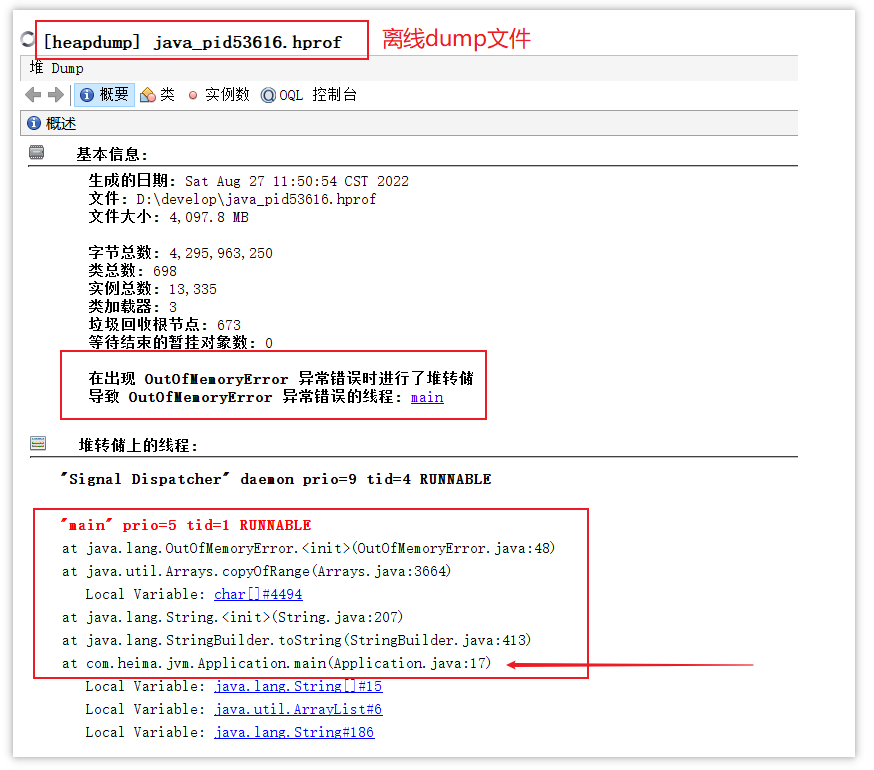 [heapdump] java_pid53616.hprof 离线dump文件
堆 Dump
概要 类 实例数 OQL 控制台
概述
基本信息:
生成的日期: Sat Aug 27 11:50:54 CST 2022
文件: D:\develop\java_pid53616.hprof
文件大小: 4,097.8 MB
字节总数: 4,295,963,250
类总数: 698
实例总数: 13,335
类加载器: 3
垃圾回收根节点: 673
等待结束的暂挂对象数: 0
在出现 OutOfMemoryError 异常错误时进行了堆转储
导致 OutOfMemoryError 异常错误的线程: main
堆转储上的线程:
"Signal Dispatcher" daemon prio=9 tid=4 RUNNABLE
"main" prio=5 tid=1 RUNNABLE
at java.lang.OutOfMemoryError.<init>(OutOfMemoryError.java:48)
at java.util.Arrays.copyOfRange(Arrays.java:3664)
Local Variable: char[]#4494
at java.lang.String.<init>(String.java:207)
at java.lang.StringBuilder.toString(StringBuilder.java:413)
at com.heima.jvm.Application.main(Application.java:17)
Local Variable: java.lang.String[]#15
Local Variable: java.util.ArrayList#6
Local Variable: java.lang.String#186